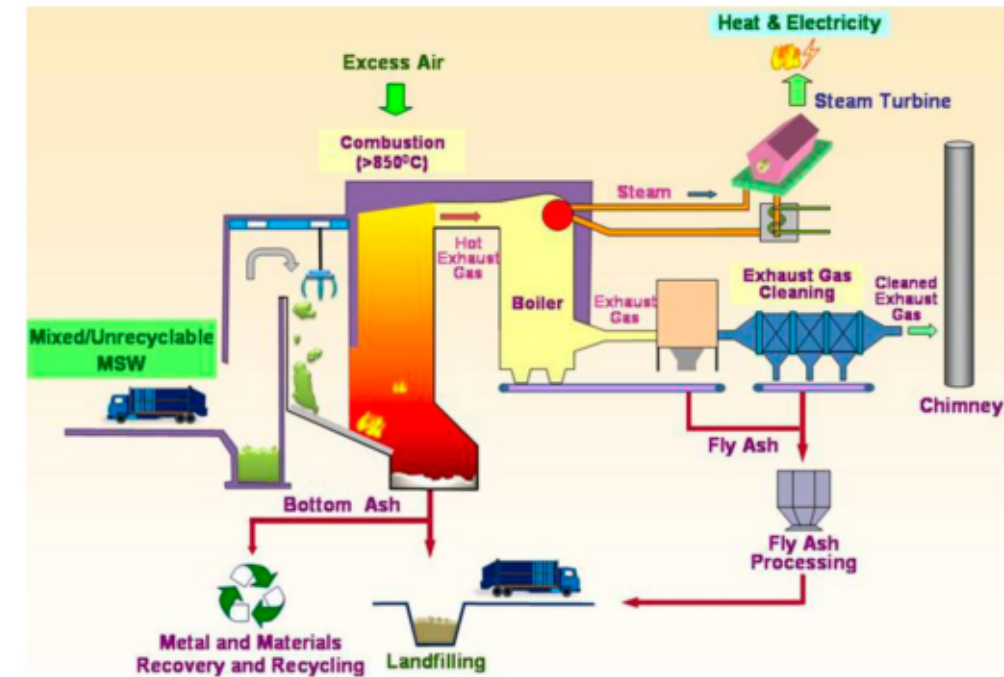 Heat & Electricity
Excess Air
Steam Turbine
Combustion
(>850⁰C)
Steam
Hot
Exhaust
Gas
Exhaust Gas
Cleaning
Cleaned
Exhaust
Gas
Boiler
Exhaust
Gas
Mixed/Unrecyclable
MSW
Chimney
Fly Ash
Bottom Ash
Fly Ash
Processing
Metal and Materials
Recovery and Recycling
Landfilling